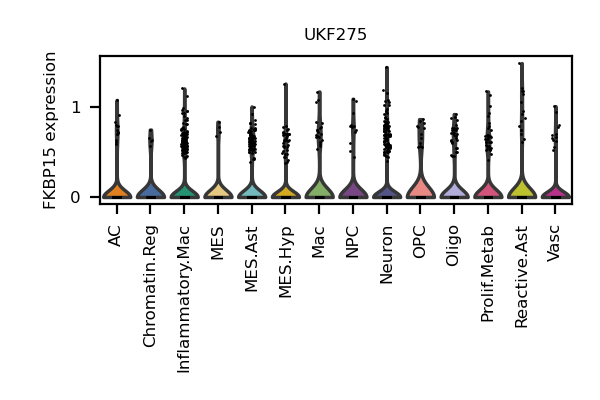 UKF275
FKBP15 expression
1
0
AC
Chromatin.Reg
Inflammatory.Mac
MES
MES.Ast
MES.Hyp
Mac
NPC
Neuron
OPC
Oligo
Prolif.Metab
Reactive.Ast
Vasc